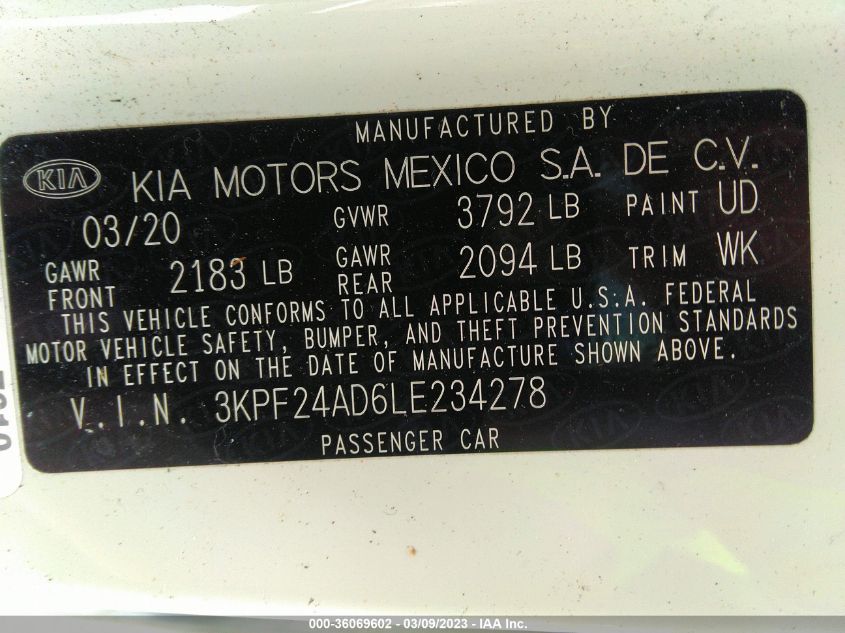 MANUFACTURED BY
KIA KIA MOTORS MEXICO S.A. DE C.V.
03/20 GVWR 3792 LB PAINT UD
GAWR FRONT 2183 LB GAWR REAR 2094 LB TRIM WK
THIS VEHICLE CONFORMS TO ALL APPLICABLE U.S.A. FEDERAL
MOTOR VEHICLE SAFETY, BUMPER, AND THEFT PREVENTION STANDARDS
IN EFFECT ON THE DATE OF MANUFACTURE SHOWN ABOVE.
V.I.N. 3KPF24AD6LE234278
PASSENGER CAR
000-36069602 - 03/09/2023 - IAA Inc.